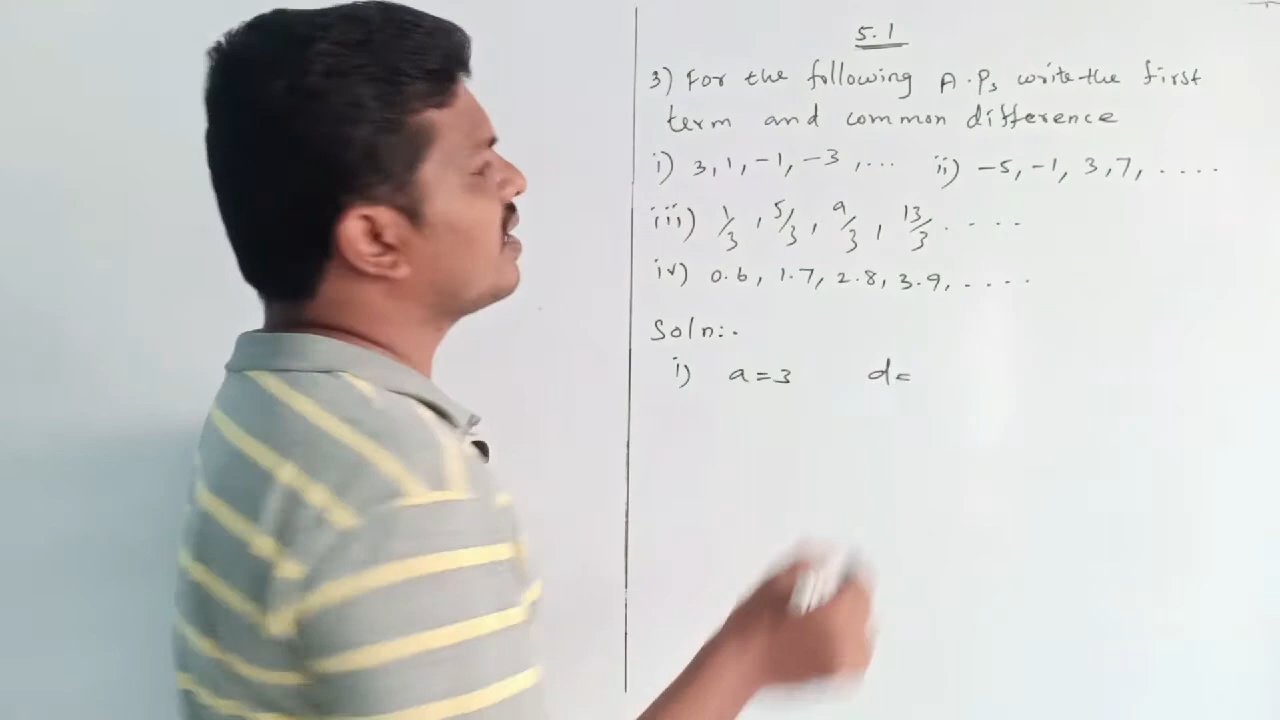 5.1
3) For the following A.Ps write the first
term and common difference
i) 3, 1, -1, -3, ... ii) -5, -1, 3, 7, ....
iii) 1/3, 5/3, 9/3, 13/3 ....
iv) 0.6, 1.7, 2.8, 3.9, ....
Soln:.
i) a=3 d=